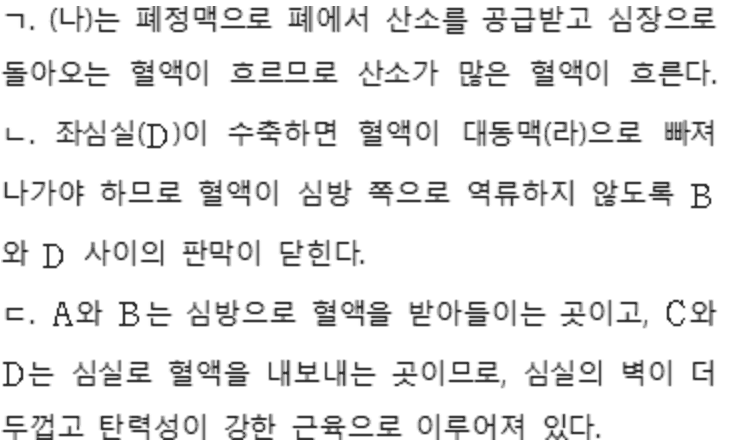 ㄱ. (나)는 폐정맥으로 폐에서 산소를 공급받고 심장으로
돌아오는 혈액이 흐르므로 산소가 많은 혈액이 흐른다.
ㄴ. 좌심실(D)이 수축하면 혈액이 대동맥(라)으로 빠져
나가야 하므로 혈액이 심방 쪽으로 역류하지 않도록 B
와 D 사이의 판막이 닫힌다.
ㄷ. A와 B는 심방으로 혈액을 받아들이는 곳이고, C와
D는 심실로 혈액을 내보내는 곳이므로, 심실의 벽이 더
두껍고 탄력성이 강한 근육으로 이루어져 있다.